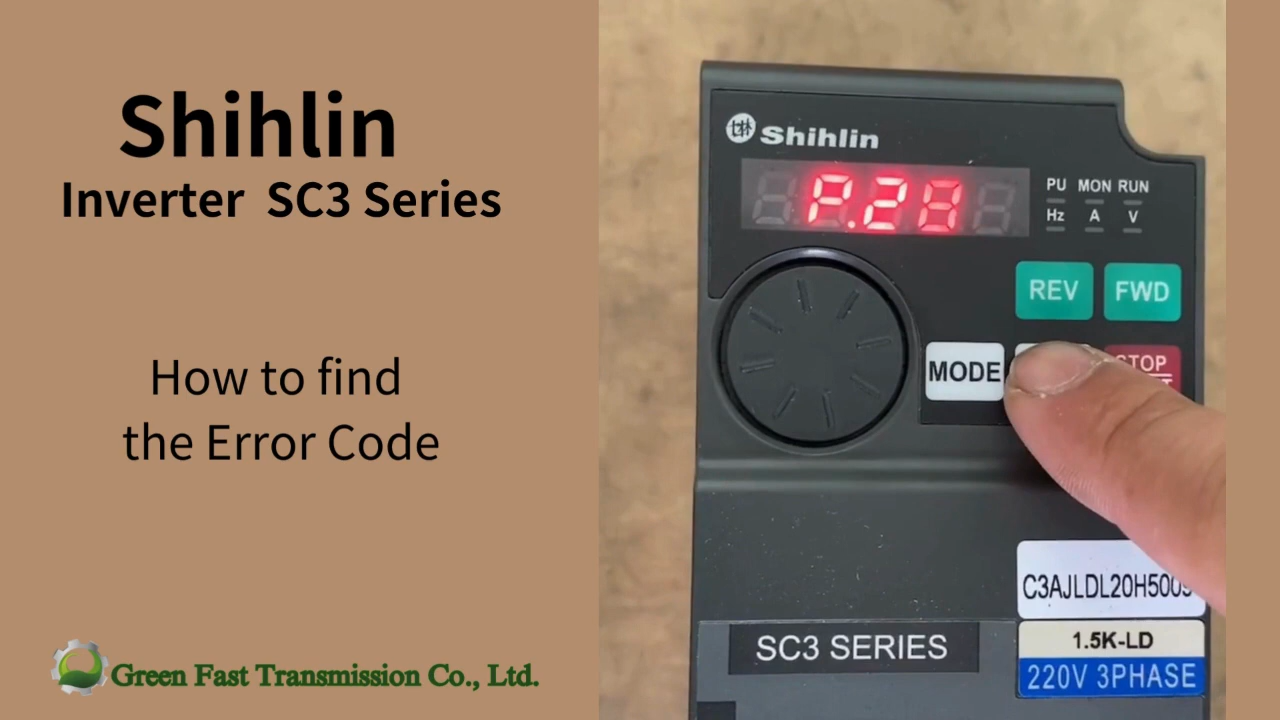 Shihlin
Inverter SC3 Series
How to find
the Error Code
Green Fast Transmission Co., Ltd.
Shihlin
P.28
PU MON RUN
Hz A V
REV FWD
MODE STOP
C3AJLDL20H5009
SC3 SERIES
1.5K-LD
220V 3PHASE